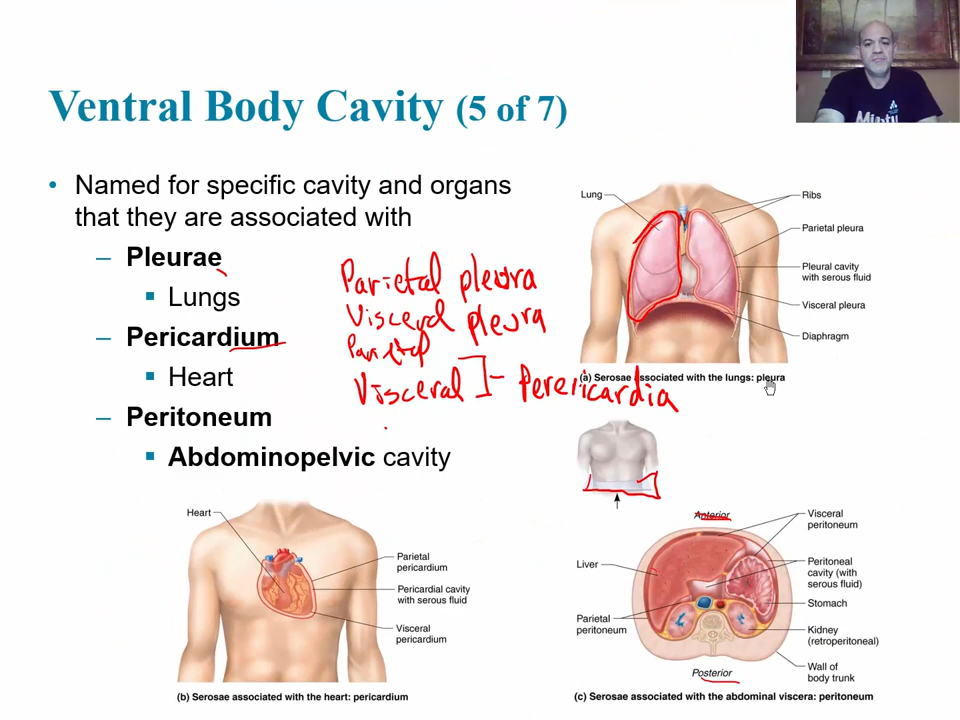 Ventral Body Cavity (5 of 7)
• Named for specific cavity and organs
that they are associated with
– Pleurae
▪ Lungs
– Pericardium
▪ Heart
– Peritoneum
▪ Abdominopelvic cavity
Parietal pleura
Visceral pleura
Parietal
Visceral ]- Perericardia
Lung
Ribs
Parietal pleura
Pleural cavity
with serous fluid
Visceral pleura
Diaphragm
(a) Serosae associated with the lungs: pleura
Heart
Parietal
pericardium
Pericardial cavity
with serous fluid
Visceral
pericardium
(b) Serosae associated with the heart: pericardium
Anterior
Visceral
peritoneum
Liver
Peritoneal
cavity (with
serous fluid)
Stomach
Parietal
peritoneum
Kidney
(retroperitoneal)
Posterior
Wall of
body trunk
(c) Serosae associated with the abdominal viscera: peritoneum